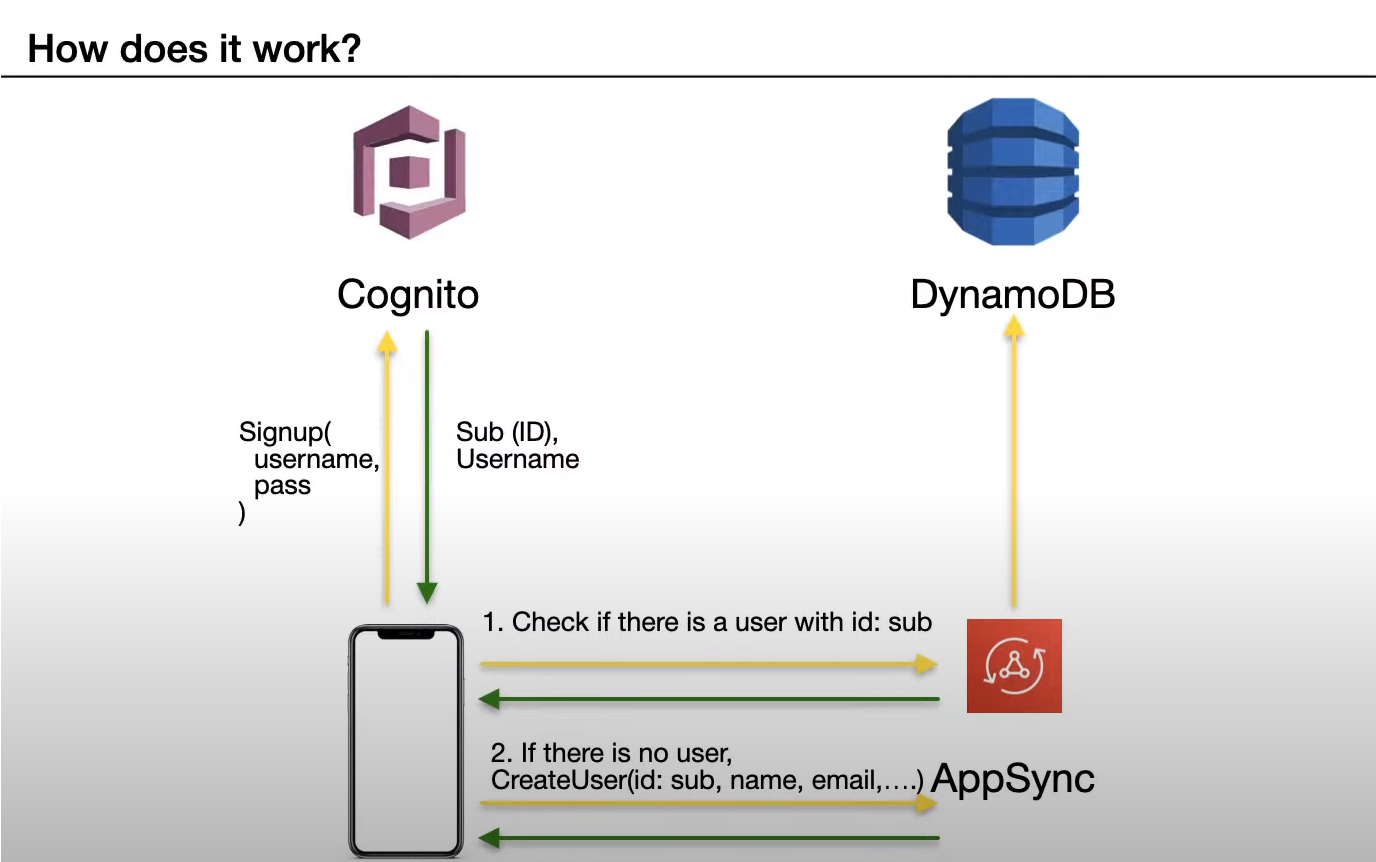 How does it work?
Cognito
DynamoDB
Signup(
username,
pass
)
Sub (ID),
Username
1. Check if there is a user with id: sub
2. If there is no user,
CreateUser(id: sub, name, email,….)
AppSync